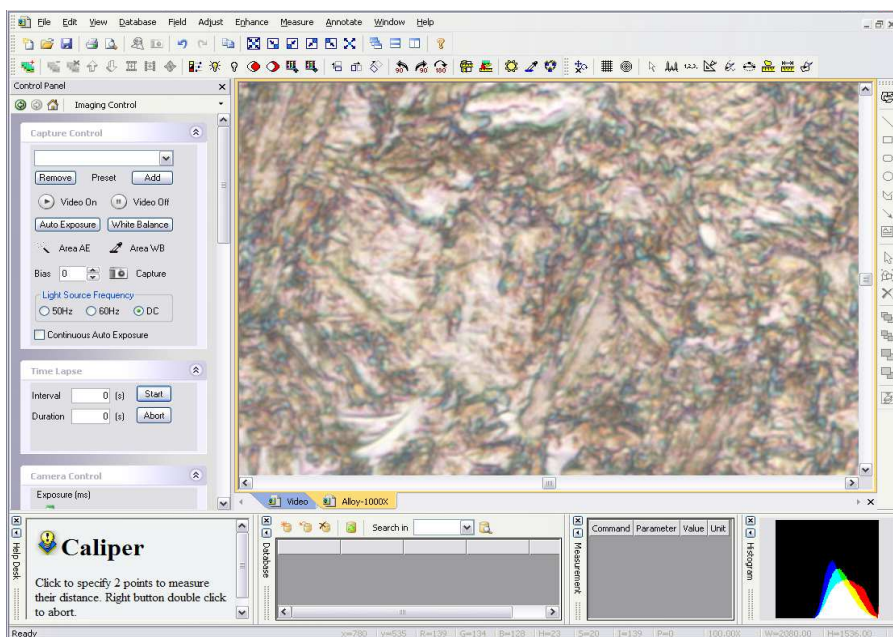 File Edit View Database Field Adjust Enhance Measure Annotate Window Help
Control Panel
Imaging Control
Capture Control
Remove Preset Add
Video On Video Off
Auto Exposure White Balance
Area AE Area WB
Bias 0 Capture
Light Source Frequency
50Hz 60Hz DC
Continuous Auto Exposure
Time Lapse
Interval 0 (s) Start
Duration 0 (s) Abort
Camera Control
Exposure (ms)
Video Alloy-1000X
Help Desk
Caliper
Click to specify 2 points to measure
their distance. Right button double click
to abort.
Database
Search in
Measurement
Command Parameter Value Unit
Histogram
Ready x=780 y=535 R=139 G=134 B=128 H=23 S=20 I=139 P=0 100.00X W=2080.00 H=1536.00